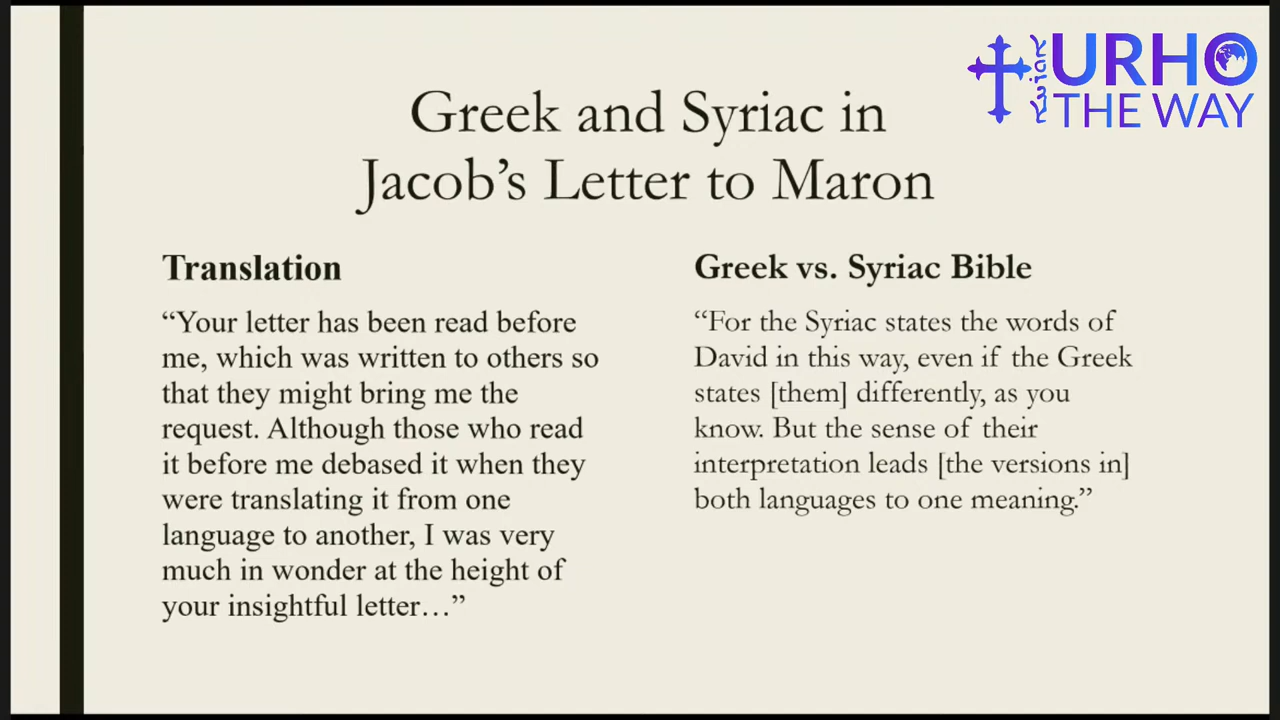 URHO
THE WAY
Greek and Syriac in
Jacob’s Letter to Maron
Translation
“Your letter has been read before
me, which was written to others so
that they might bring me the
request. Although those who read
it before me debased it when they
were translating it from one
language to another, I was very
much in wonder at the height of
your insightful letter…”
Greek vs. Syriac Bible
“For the Syriac states the words of
David in this way, even if the Greek
states [them] differently, as you
know. But the sense of their
interpretation leads [the versions in]
both languages to one meaning.”